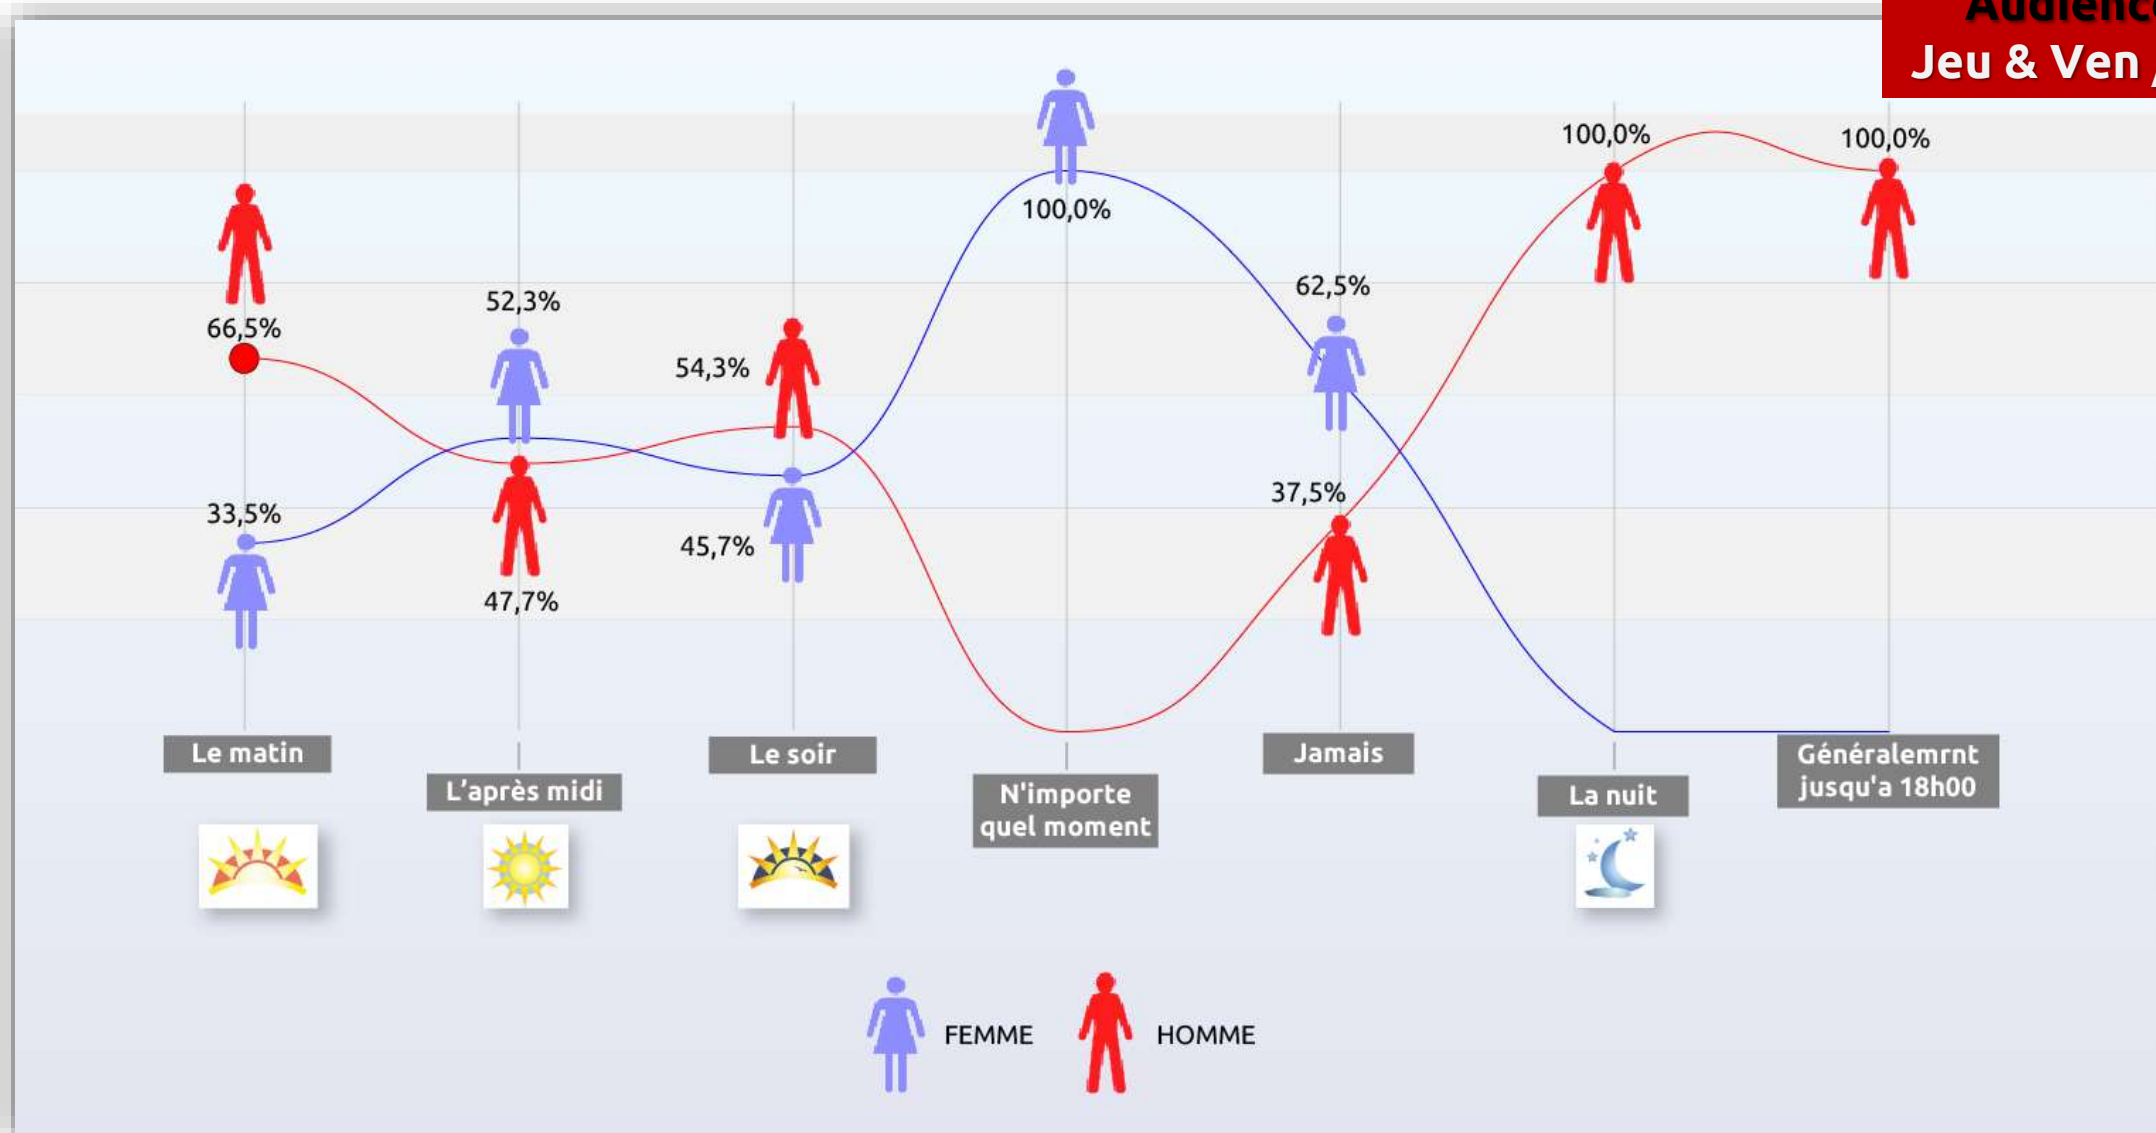 Audience
Jeu & Ven
100,0%
100,0%
100,0%
62,5%
52,3%
66,5%
54,3%
37,5%
33,5%
45,7%
47,7%
Le matin
L'après midi
Le soir
N'importe
quel moment
Jamais
La nuit
Généralemrnt
jusqu'a 18h00
FEMME
HOMME